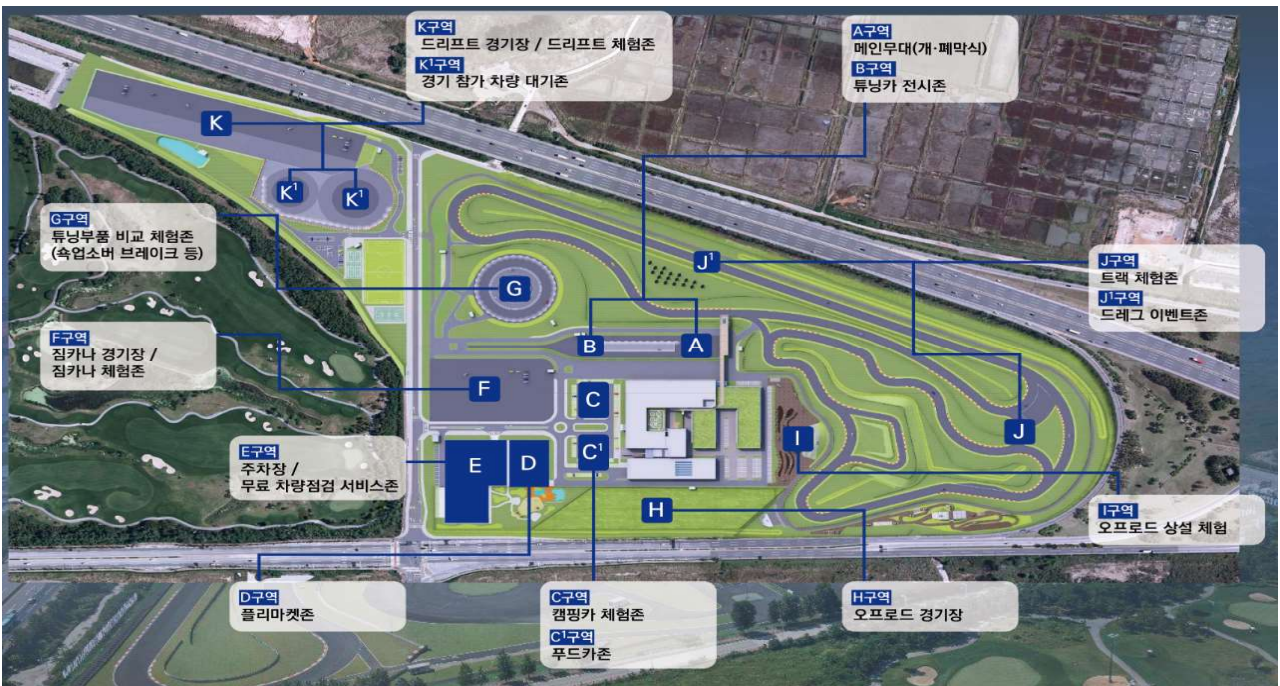 K구역
드리프트 경기장 / 드리프트 체험존
K¹구역
경기 참가 차량 대기존
A구역
메인무대(개·폐막식)
B구역
튜닝카 전시존
K
K¹
K¹
G구역
튜닝부품 비교 체험존
(쇽업소버 브레이크 등)
J¹
J구역
트랙 체험존
J¹구역
드레그 이벤트존
G
F구역
짐카나 경기장 /
짐카나 체험존
B
A
F
C
J
I
E구역
주차장 /
무료 차량점검 서비스존
E
D
C¹
H
I구역
오프로드 상설 체험
D구역
플리마켓존
C구역
캠핑카 체험존
C¹구역
푸드카존
H구역
오프로드 경기장